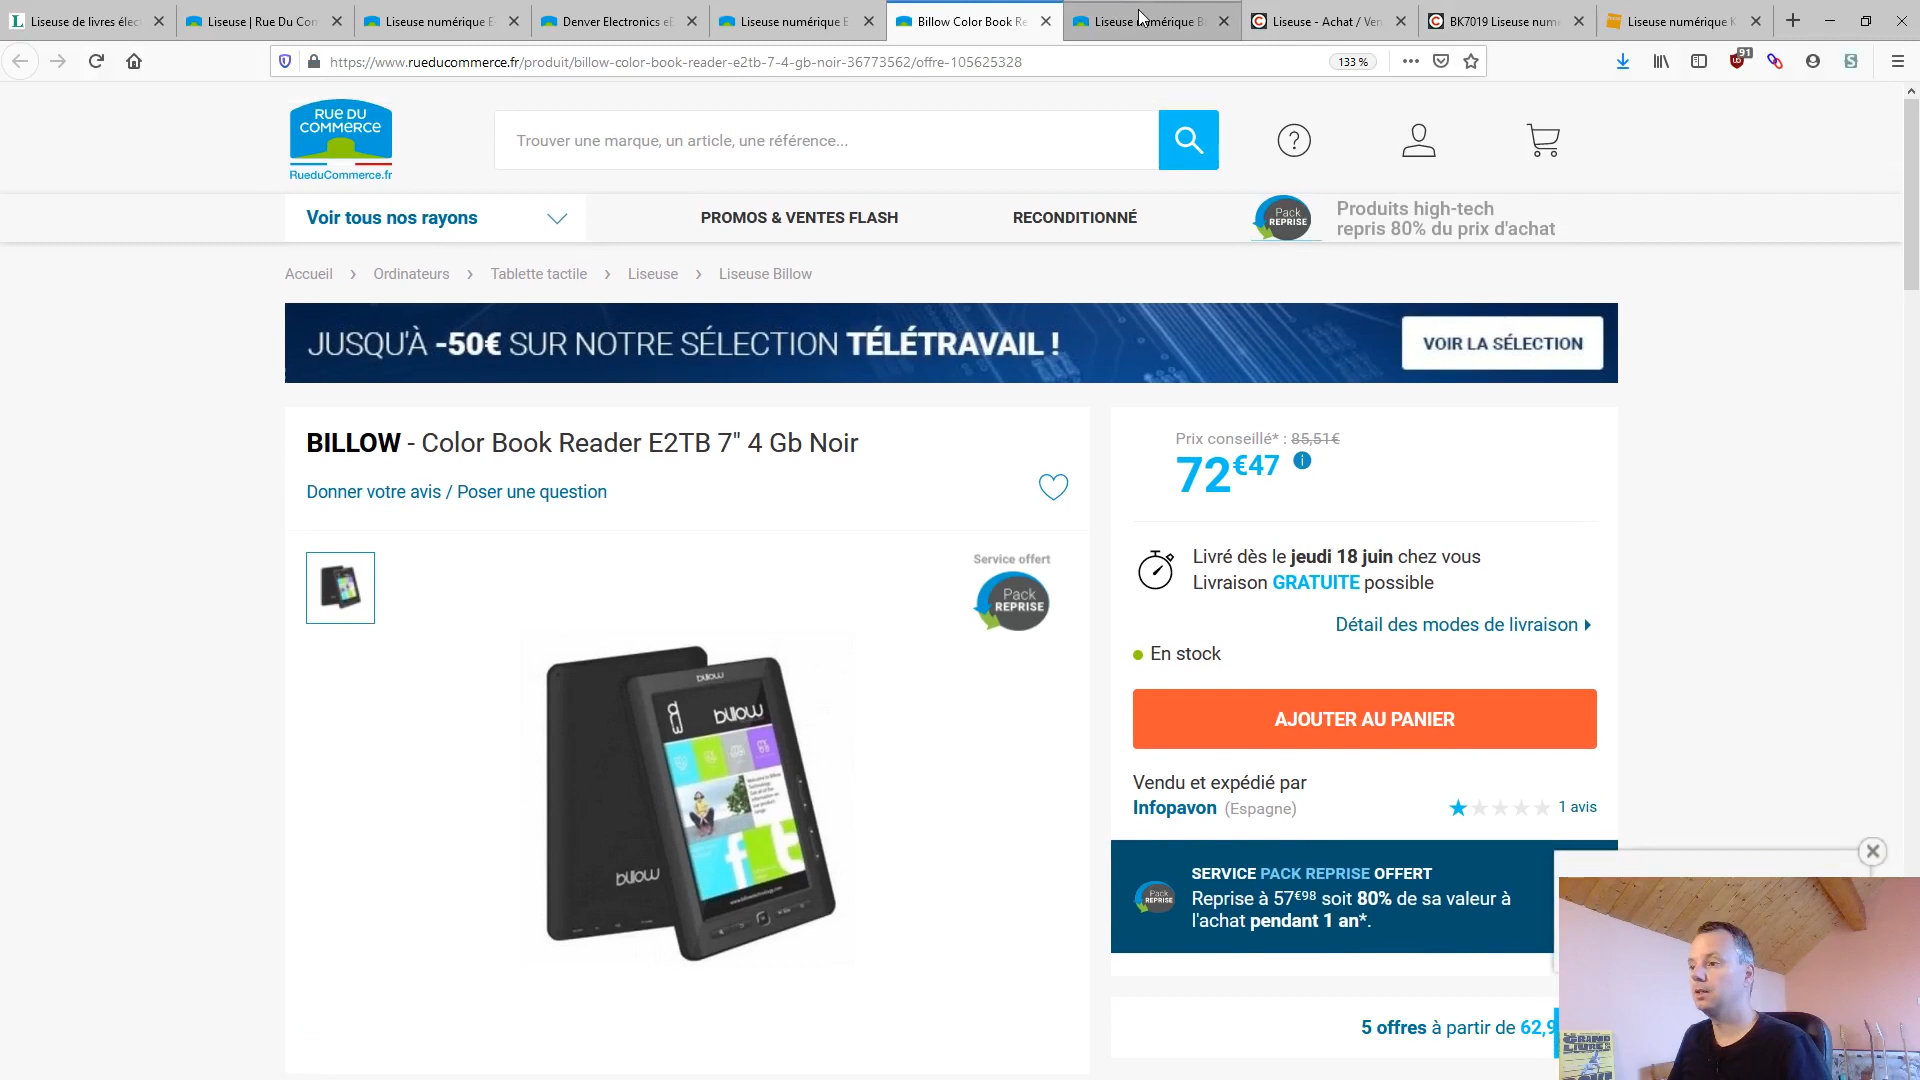 Liseuse de livres élec
Liseuse | Rue Du Com
Liseuse numérique E
Denver Electronics eE
Liseuse numérique E
Billow Color Book Re
Liseuse numérique B
Liseuse - Achat / Ven
BK7019 Liseuse num
Liseuse numérique K
https://www.rueducommerce.fr/produit/billow-color-book-reader-e2tb-7-4-gb-noir-36773562/offre-105625328
133 %
91
RUE DU
COMMERCE
RueduCommerce.fr
Trouver une marque, un article, une référence...
Voir tous nos rayons
PROMOS & VENTES FLASH
RECONDITIONNÉ
Pack
REPRISE
Produits high-tech
repris 80% du prix d'achat
Accueil > Ordinateurs > Tablette tactile > Liseuse > Liseuse Billow
JUSQU'À -50€ SUR NOTRE SÉLECTION TÉLÉTRAVAIL !
VOIR LA SÉLECTION
BILLOW - Color Book Reader E2TB 7" 4 Gb Noir
Donner votre avis / Poser une question
Service offert
Pack
REPRISE
billow
billow
billow
Prix conseillé* : 85,51€
72€47
Livré dès le jeudi 18 juin chez vous
Livraison GRATUITE possible
Détail des modes de livraison
En stock
AJOUTER AU PANIER
Vendu et expédié par
Infopavon (Espagne)
1 avis
Pack
REPRISE
SERVICE PACK REPRISE OFFERT
Reprise à 57€98 soit 80% de sa valeur à
l'achat pendant 1 an*.
5 offres à partir de 62,9
GRAND
LIVRE